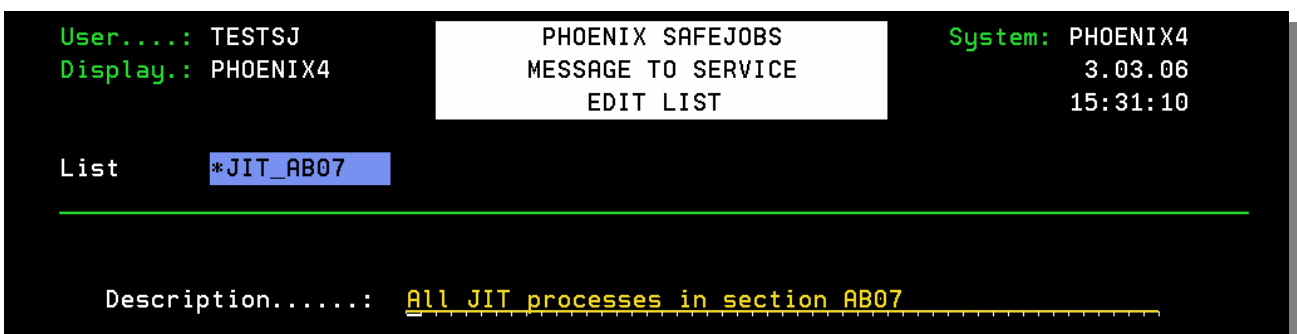 User....: TESTSJ PHOENIX SAFEJOBS System: PHOENIX4
Display.: PHOENIX4 MESSAGE TO SERVICE 3.03.06
EDIT LIST 15:31:10
List *JIT_AB07
Description......: All JIT processes in section AB07